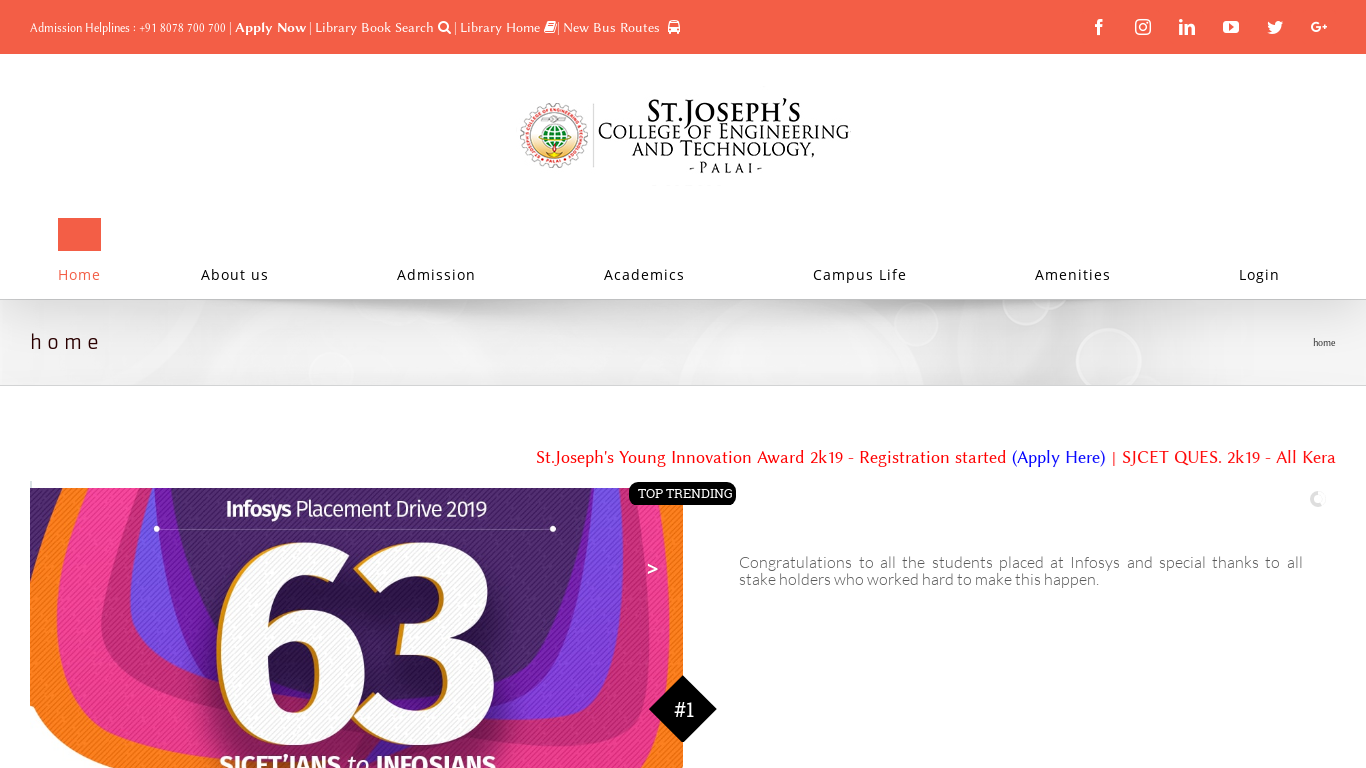 Admission Helplines : +91 8078 700 700 | Apply Now | Library Book Search | Library Home | New Bus Routes
St.Joseph's
College of Engineering
and Technology,
-Palai-
Home About us Admission Academics Campus Life Amenities Login
home
home
St.Joseph's Young Innovation Award 2k19 - Registration started (Apply Here) | SJCET QUES. 2k19 - All Kera
TOP TRENDING
Infosys Placement Drive 2019
63
SJCET'IANS to INFOSIANS
>
#1
Congratulations to all the students placed at Infosys and special thanks to all
stake holders who worked hard to make this happen.